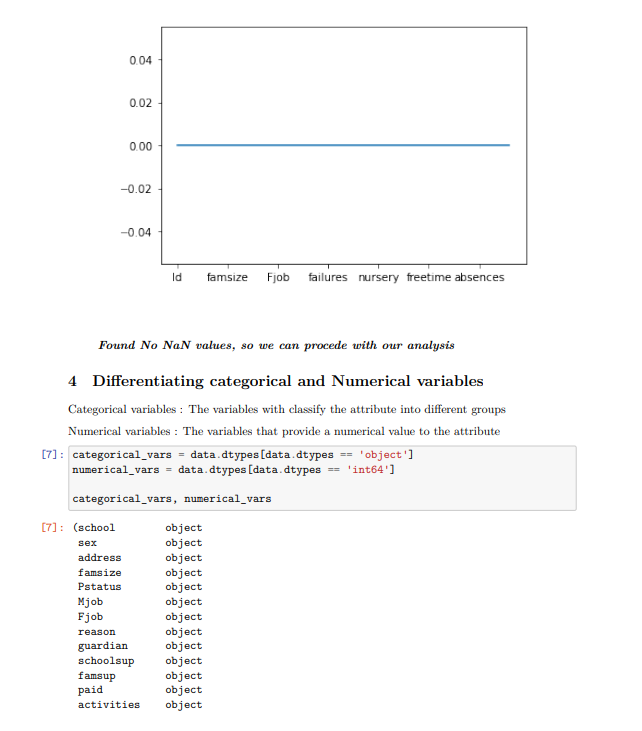 0.04
0.02
0.00
−0.02
−0.04
Id famsize Fjob failures nursery freetime absences
Found No NaN values, so we can procede with our analysis
4 Differentiating categorical and Numerical variables
Categorical variables : The variables with classify the attribute into different groups
Numerical variables : The variables that provide a numerical value to the attribute
[7]: categorical_vars = data.dtypes[data.dtypes == 'object']
numerical_vars = data.dtypes[data.dtypes == 'int64']
categorical_vars, numerical_vars
[7]: (school object
sex object
address object
famsize object
Pstatus object
Mjob object
Fjob object
reason object
guardian object
schoolsup object
famsup object
paid object
activities object